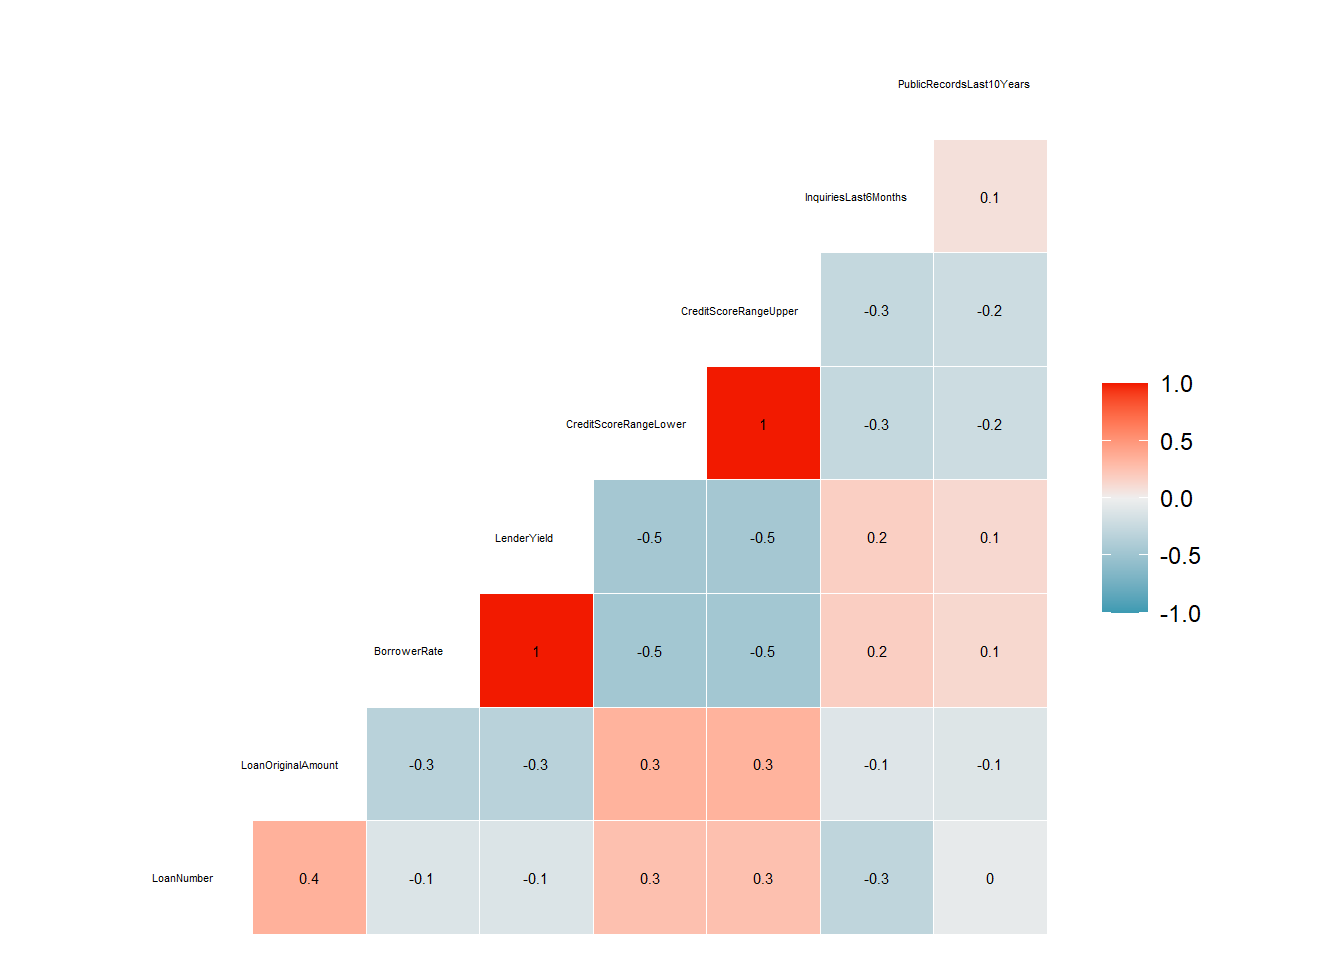 PublicRecordsLast10Years
InquiriesLast6Months 0.1
CreditScoreRangeUpper -0.3 -0.2
CreditScoreRangeLower 1 -0.3 -0.2
LenderYield -0.5 -0.5 0.2 0.1
BorrowerRate 1 -0.5 -0.5 0.2 0.1
LoanOriginalAmount -0.3 -0.3 0.3 0.3 -0.1 -0.1
LoanNumber 0.4 -0.1 -0.1 0.3 0.3 -0.3 0
1.0
0.5
0.0
-0.5
-1.0